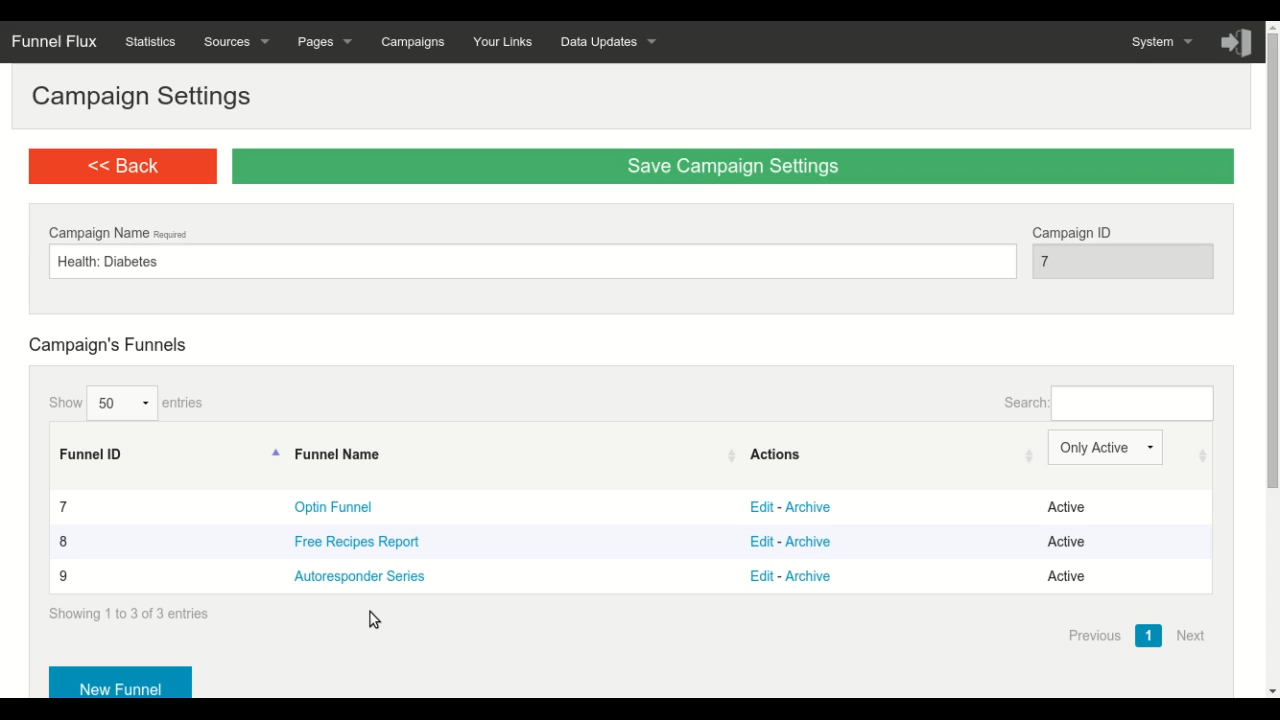 Funnel Flux Statistics Sources Pages Campaigns Your Links Data Updates System
Campaign Settings
<< Back Save Campaign Settings
Campaign Name Required Campaign ID
Health: Diabetes 7
Campaign's Funnels
Show 50 entries Search:
Funnel ID Funnel Name Actions Only Active
7 Optin Funnel Edit - Archive Active
8 Free Recipes Report Edit - Archive Active
9 Autoresponder Series Edit - Archive Active
Showing 1 to 3 of 3 entries
Previous 1 Next
New Funnel